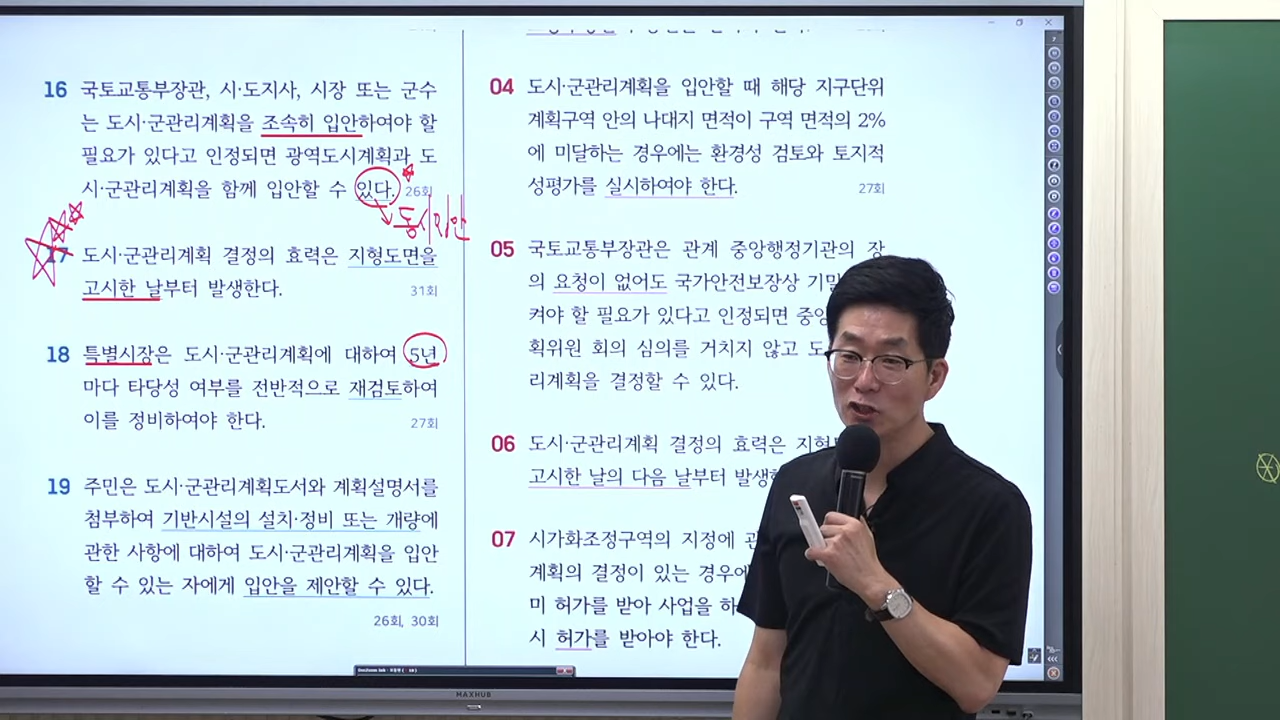 16 국토교통부장관, 시·도지사, 시장 또는 군수
는 도시·군관리계획을 조속히 입안하여야 할
필요가 있다고 인정되면 광역도시계획과 도
시·군관리계획을 함께 입안할 수 있다. 26회
동시입안
17 도시·군관리계획 결정의 효력은 지형도면을
고시한 날부터 발생한다. 31회
18 특별시장은 도시·군관리계획에 대하여 5년
마다 타당성 여부를 전반적으로 재검토하여
이를 정비하여야 한다. 27회
19 주민은 도시·군관리계획도서와 계획설명서를
첨부하여 기반시설의 설치·정비 또는 개량에
관한 사항에 대하여 도시·군관리계획을 입안
할 수 있는 자에게 입안을 제안할 수 있다.
26회, 30회
04 도시·군관리계획을 입안할 때 해당 지구단위
계획구역 안의 나대지 면적이 구역 면적의 2%
에 미달하는 경우에는 환경성 검토와 토지적
성평가를 실시하여야 한다. 27회
05 국토교통부장관은 관계 중앙행정기관의 장
의 요청이 없어도 국가안전보장상 기밀
켜야 할 필요가 있다고 인정되면 중앙
획위원 회의 심의를 거치지 않고 도
리계획을 결정할 수 있다.
06 도시·군관리계획 결정의 효력은 지형
고시한 날의 다음 날부터 발생
07 시가화조정구역의 지정에 관
계획의 결정이 있는 경우에
미 허가를 받아 사업을 하
시 허가를 받아야 한다.
MAXHUB